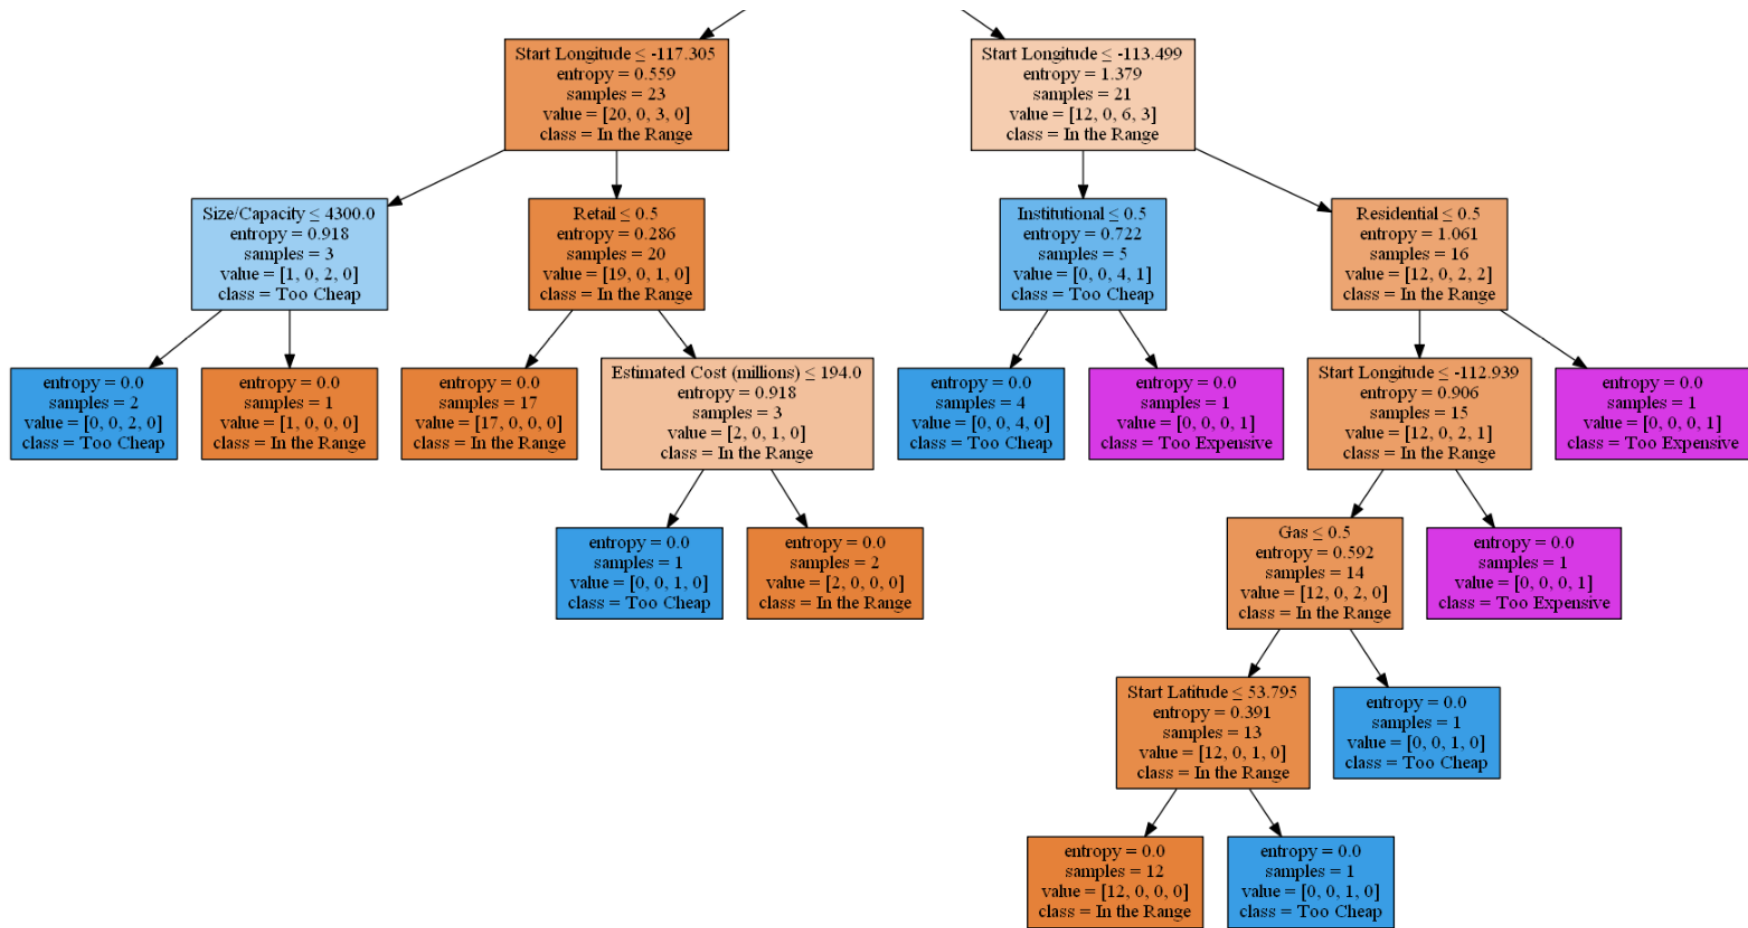 Start Longitude ≤ -117.305
entropy = 0.559
samples = 23
value = [20, 0, 3, 0]
class = In the Range
Start Longitude ≤ -113.499
entropy = 1.379
samples = 21
value = [12, 0, 6, 3]
class = In the Range
Size/Capacity ≤ 4300.0
entropy = 0.918
samples = 3
value = [1, 0, 2, 0]
class = Too Cheap
Retail ≤ 0.5
entropy = 0.286
samples = 20
value = [19, 0, 1, 0]
class = In the Range
Institutional ≤ 0.5
entropy = 0.722
samples = 5
value = [0, 0, 4, 1]
class = Too Cheap
Residential ≤ 0.5
entropy = 1.061
samples = 16
value = [12, 0, 2, 2]
class = In the Range
entropy = 0.0
samples = 2
value = [0, 0, 2, 0]
class = Too Cheap
entropy = 0.0
samples = 1
value = [1, 0, 0, 0]
class = In the Range
entropy = 0.0
samples = 17
value = [17, 0, 0, 0]
class = In the Range
Estimated Cost (millions) ≤ 194.0
entropy = 0.918
samples = 3
value = [2, 0, 1, 0]
class = In the Range
entropy = 0.0
samples = 4
value = [0, 0, 4, 0]
class = Too Cheap
entropy = 0.0
samples = 1
value = [0, 0, 0, 1]
class = Too Expensive
Start Longitude ≤ -112.939
entropy = 0.906
samples = 15
value = [12, 0, 2, 1]
class = In the Range
entropy = 0.0
samples = 1
value = [0, 0, 0, 1]
class = Too Expensive
entropy = 0.0
samples = 1
value = [0, 0, 1, 0]
class = Too Cheap
entropy = 0.0
samples = 2
value = [2, 0, 0, 0]
class = In the Range
Gas ≤ 0.5
entropy = 0.592
samples = 14
value = [12, 0, 2, 0]
class = In the Range
entropy = 0.0
samples = 1
value = [0, 0, 0, 1]
class = Too Expensive
Start Latitude ≤ 53.795
entropy = 0.391
samples = 13
value = [12, 0, 1, 0]
class = In the Range
entropy = 0.0
samples = 1
value = [0, 0, 1, 0]
class = Too Cheap
entropy = 0.0
samples = 12
value = [12, 0, 0, 0]
class = In the Range
entropy = 0.0
samples = 1
value = [0, 0, 1, 0]
class = Too Cheap